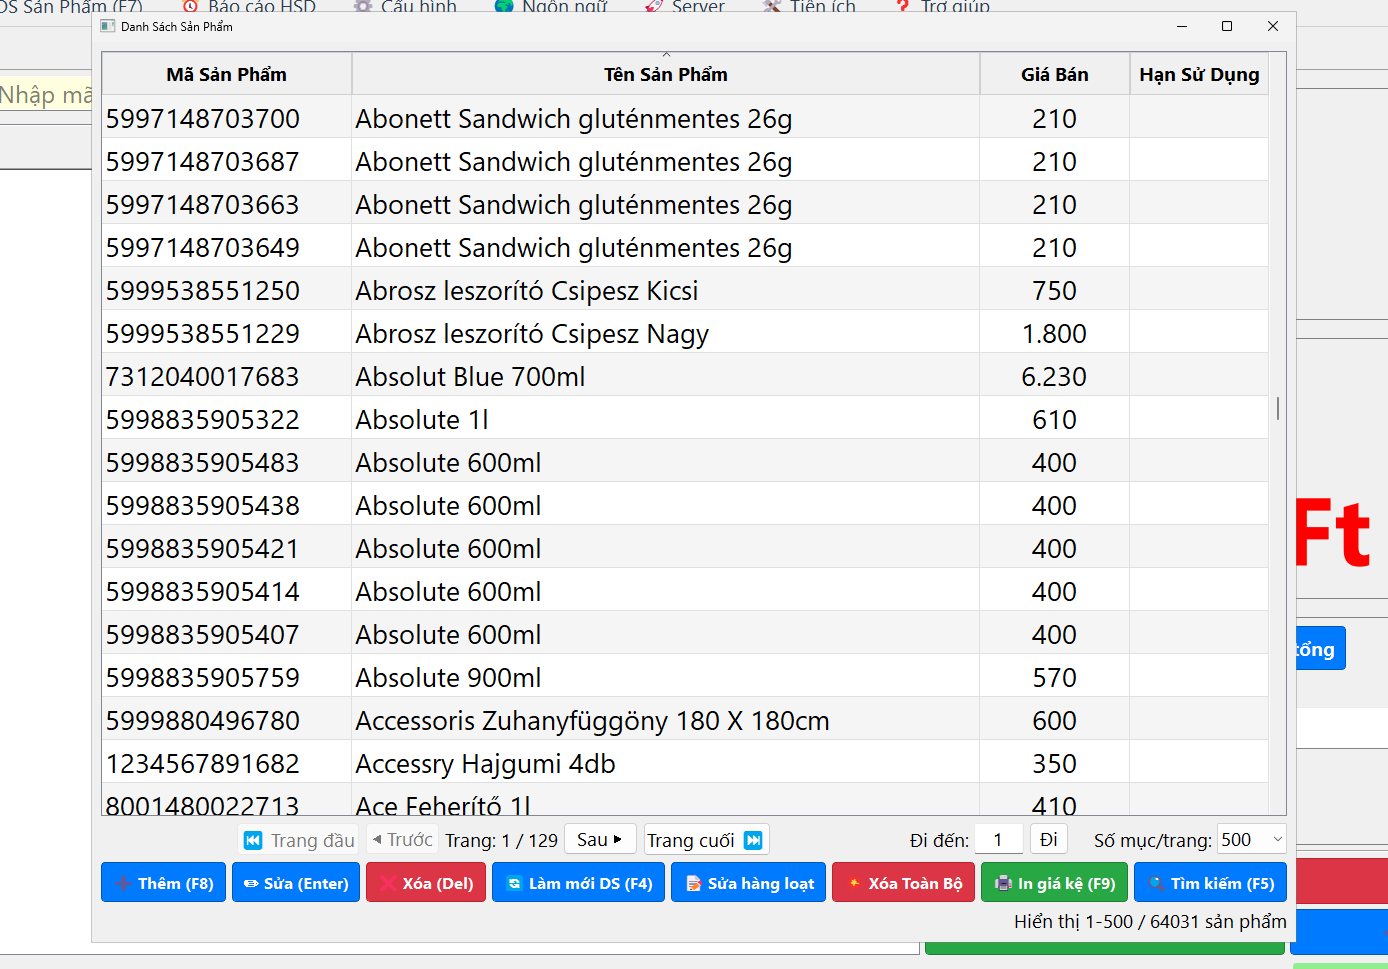 DS Sản Phẩm (F7) Báo cáo HSD Cấu hình Ngôn ngữ Server Tiện ích Trợ giúp
Danh Sách Sản Phẩm
Nhập mã
Mã Sản Phẩm Tên Sản Phẩm Giá Bán Hạn Sử Dụng
5997148703700 Abonett Sandwich gluténmentes 26g 210
5997148703687 Abonett Sandwich gluténmentes 26g 210
5997148703663 Abonett Sandwich gluténmentes 26g 210
5997148703649 Abonett Sandwich gluténmentes 26g 210
5999538551250 Abrosz leszorító Csipesz Kicsi 750
5999538551229 Abrosz leszorító Csipesz Nagy 1.800
7312040017683 Absolut Blue 700ml 6.230
5998835905322 Absolute 1l 610
5998835905483 Absolute 600ml 400
5998835905438 Absolute 600ml 400
5998835905421 Absolute 600ml 400
5998835905414 Absolute 600ml 400
5998835905407 Absolute 600ml 400
5998835905759 Absolute 900ml 570
5999880496780 Accessoris Zuhanyfüggöny 180 X 180cm 600
1234567891682 Accessry Hajgumi 4db 350
8001480022713 Ace Feherítő 1l 410
Ft
tổng
Trang đầu Trước Trang: 1 / 129 Sau Trang cuối Đi đến: 1 Đi Số mục/trang: 500
Thêm (F8) Sửa (Enter) Xóa (Del) Làm mới DS (F4) Sửa hàng loạt Xóa Toàn Bộ In giá kệ (F9) Tìm kiếm (F5)
Hiển thị 1-500 / 64031 sản phẩm